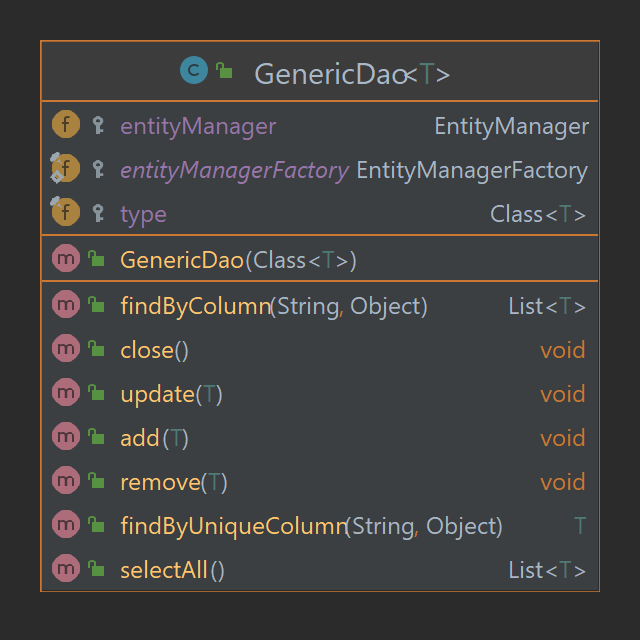 C GenericDao<T>
f entityManager EntityManager
f entityManagerFactory EntityManagerFactory
f type Class<T>
m GenericDao(Class<T>)
m findByColumn(String, Object) List<T>
m close() void
m update(T) void
m add(T) void
m remove(T) void
m findByUniqueColumn(String, Object) T
m selectAll() List<T>